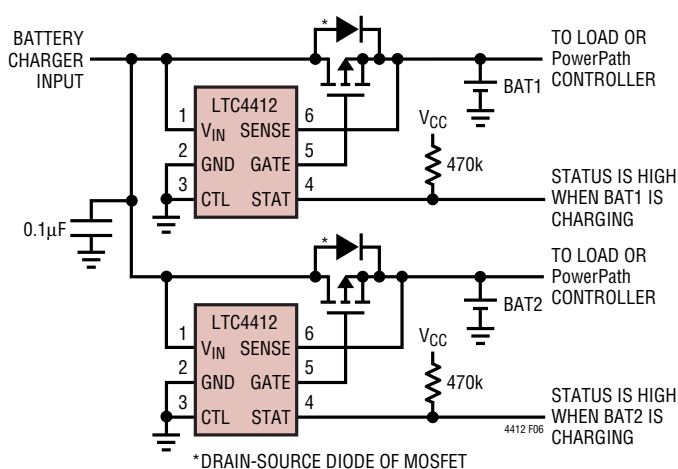 BATTERY
CHARGER
INPUT
*
TO LOAD OR
PowerPath
CONTROLLER
BAT1
LTC4412
1
VIN
SENSE
6
2
GND
GATE
5
3
CTL
STAT
4
VCC
470k
STATUS IS HIGH
WHEN BAT1 IS
CHARGING
0.1µF
*
TO LOAD OR
PowerPath
CONTROLLER
BAT2
LTC4412
1
VIN
SENSE
6
2
GND
GATE
5
3
CTL
STAT
4
VCC
470k
STATUS IS HIGH
WHEN BAT2 IS
CHARGING
4412 F06
*DRAIN-SOURCE DIODE OF MOSFET